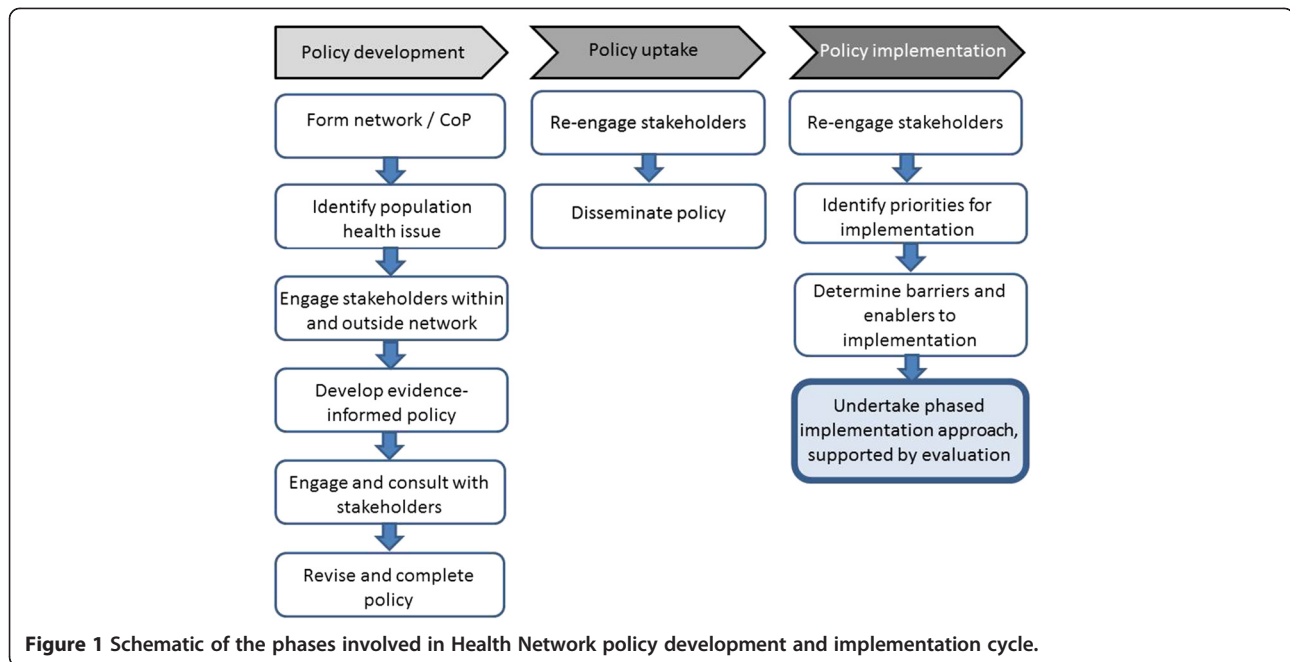 Policy development
Form network / CoP
Identify population
health issue
Engage stakeholders within
and outside network
Develop evidence-
informed policy
Engage and consult with
stakeholders
Revise and complete
policy
Policy uptake
Re-engage stakeholders
Disseminate policy
Policy implementation
Re-engage stakeholders
Identify priorities for
implementation
Determine barriers and
enablers to
implementation
Undertake phased
implementation approach,
supported by evaluation
Figure 1 Schematic of the phases involved in Health Network policy development and implementation cycle.